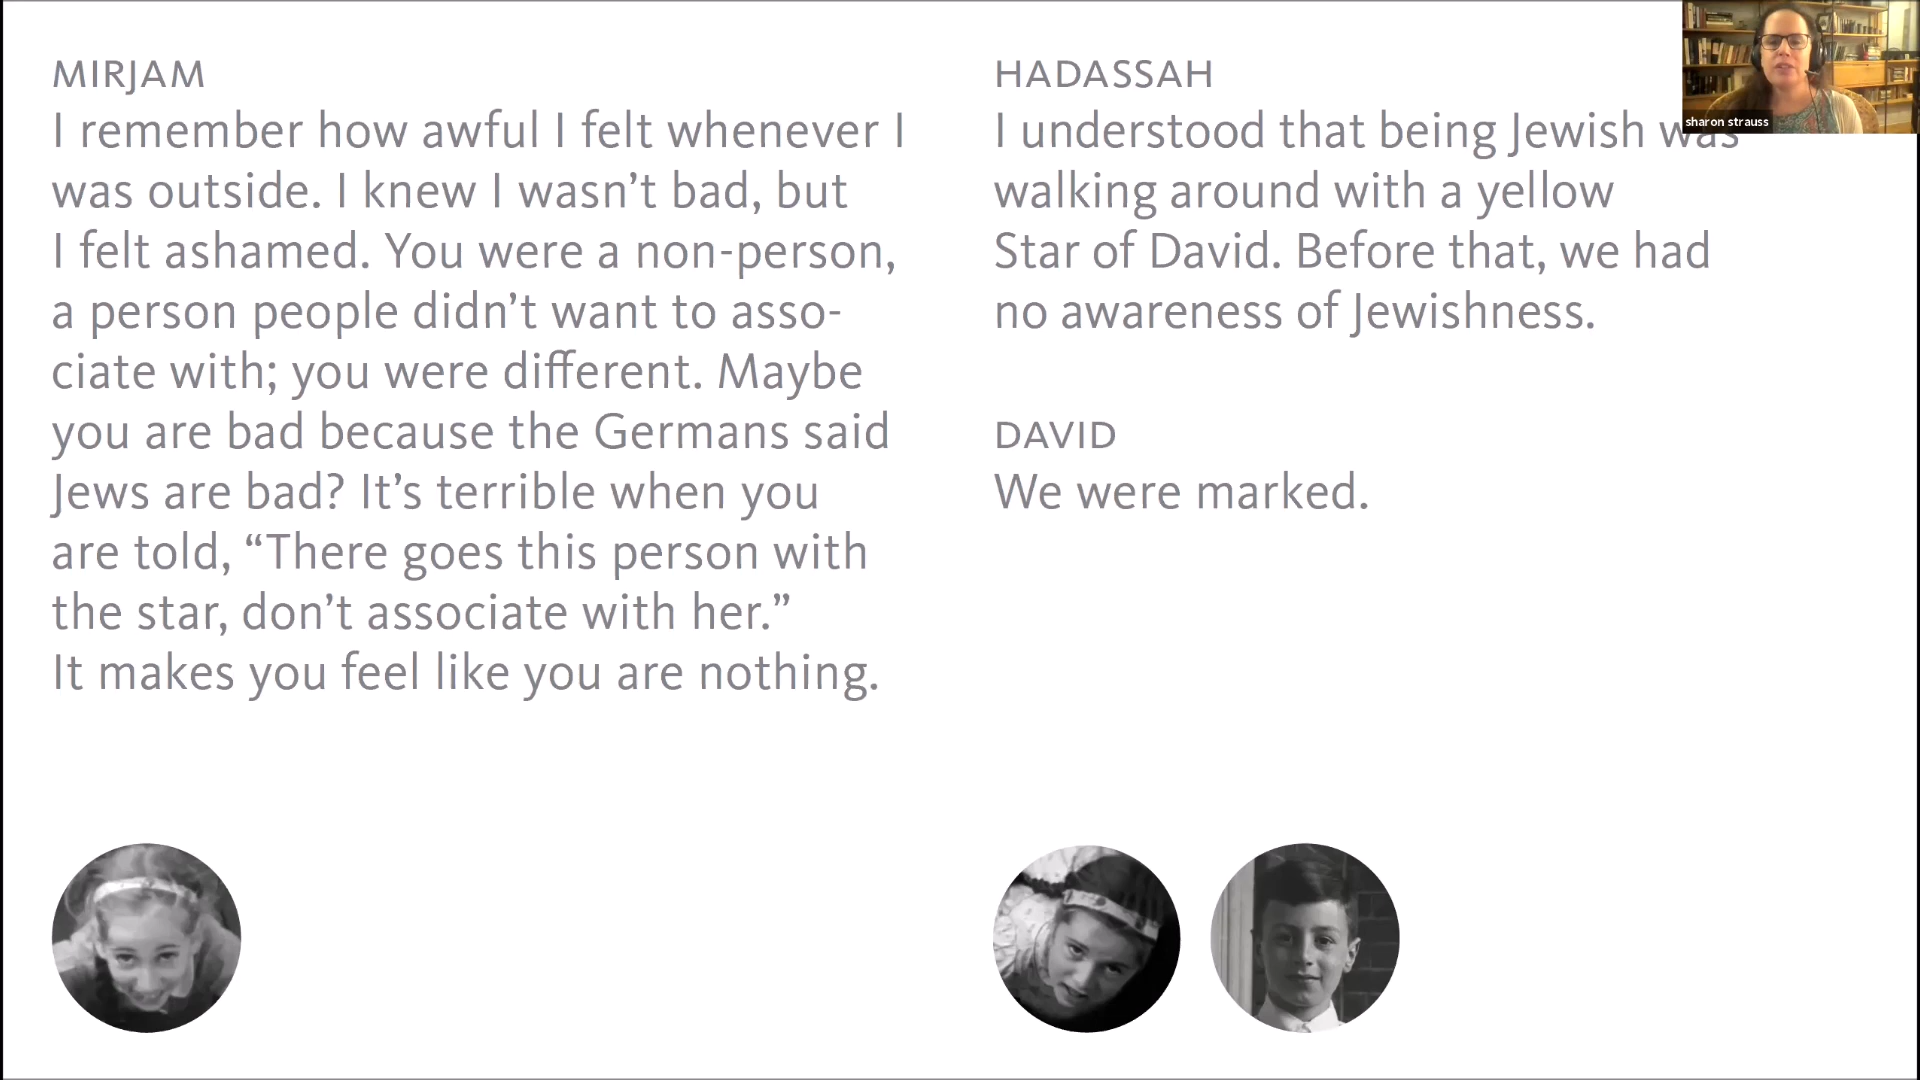 MIRJAM
I remember how awful I felt whenever I
was outside. I knew I wasn’t bad, but
I felt ashamed. You were a non-person,
a person people didn’t want to asso-
ciate with; you were different. Maybe
you are bad because the Germans said
Jews are bad? It’s terrible when you
are told, “There goes this person with
the star, don’t associate with her.”
It makes you feel like you are nothing.
HADASSAH
I understood that being Jewish was
walking around with a yellow
Star of David. Before that, we had
no awareness of Jewishness.
DAVID
We were marked.
sharon strauss